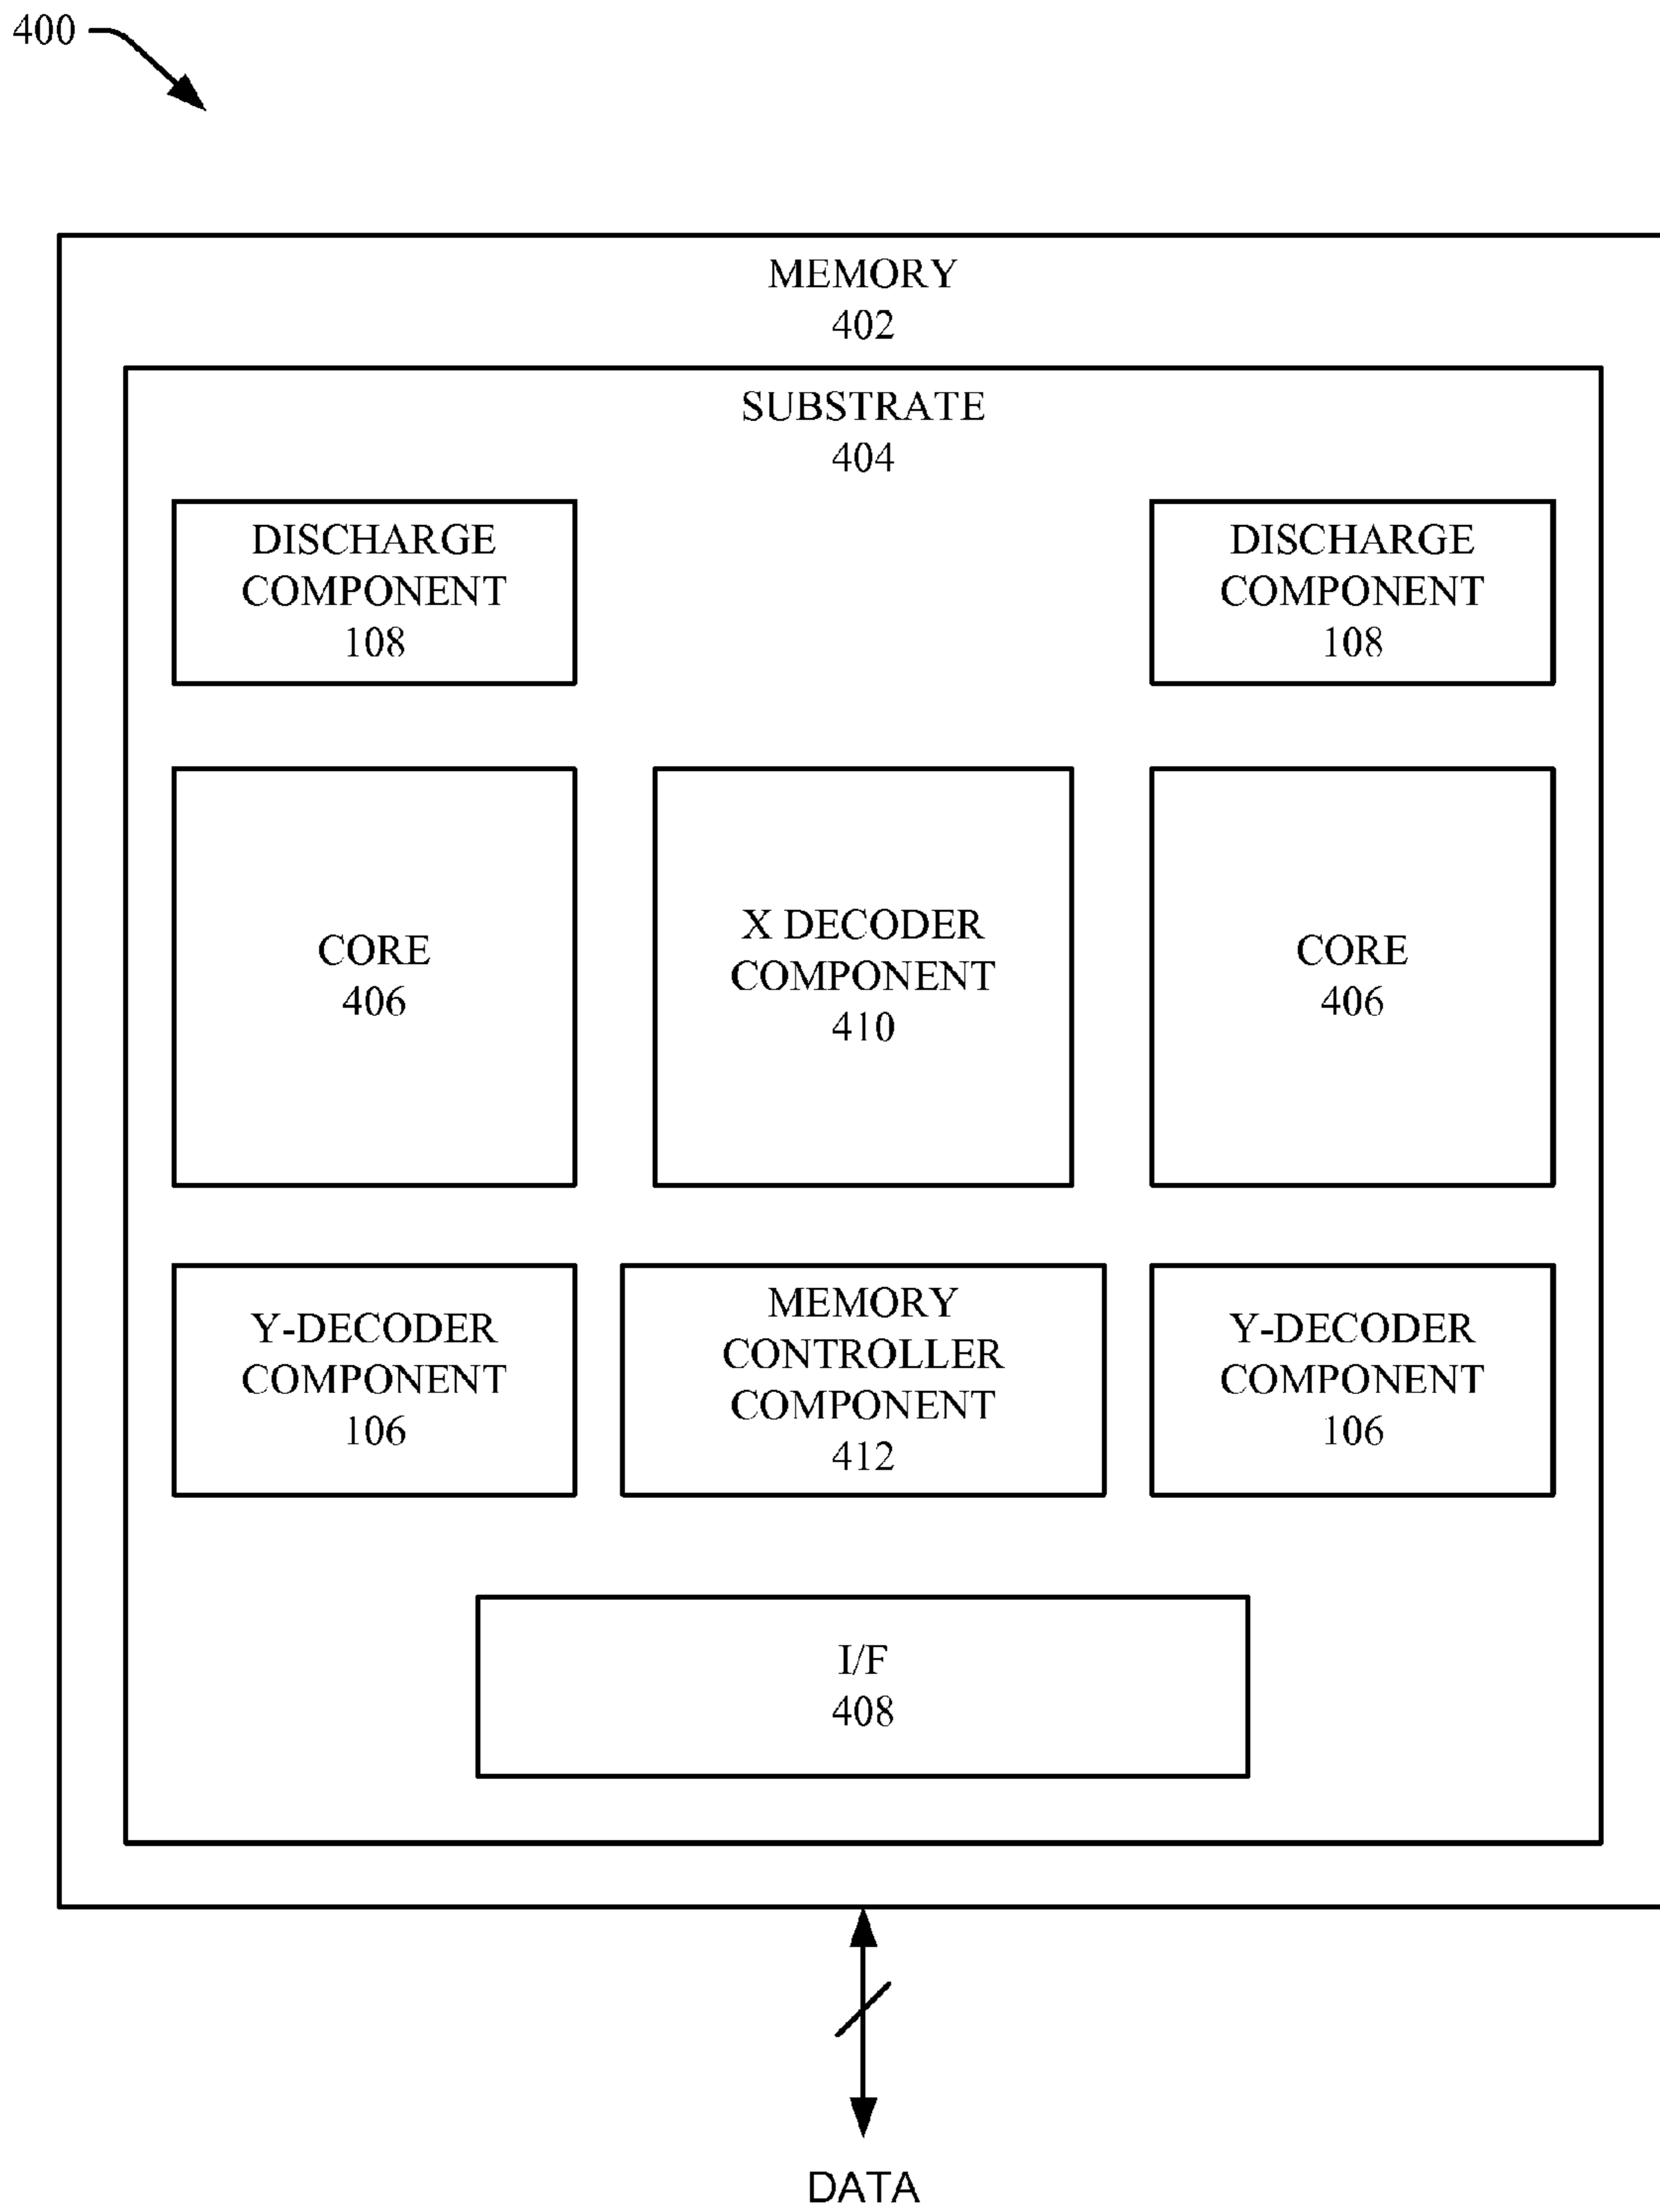 400
MEMORY
402
SUBSTRATE
404
DISCHARGE
COMPONENT
108
DISCHARGE
COMPONENT
108
CORE
406
X DECODER
COMPONENT
410
CORE
406
Y-DECODER
COMPONENT
106
MEMORY
CONTROLLER
COMPONENT
412
Y-DECODER
COMPONENT
106
I/F
408
DATA